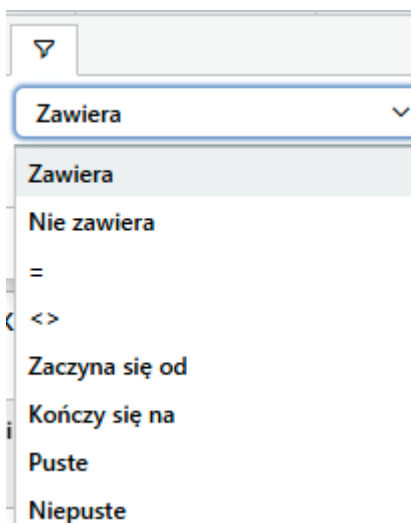 Zawiera
Zawiera
Nie zawiera
=
<>
Zaczyna się od
Kończy się na
Puste
Niepuste